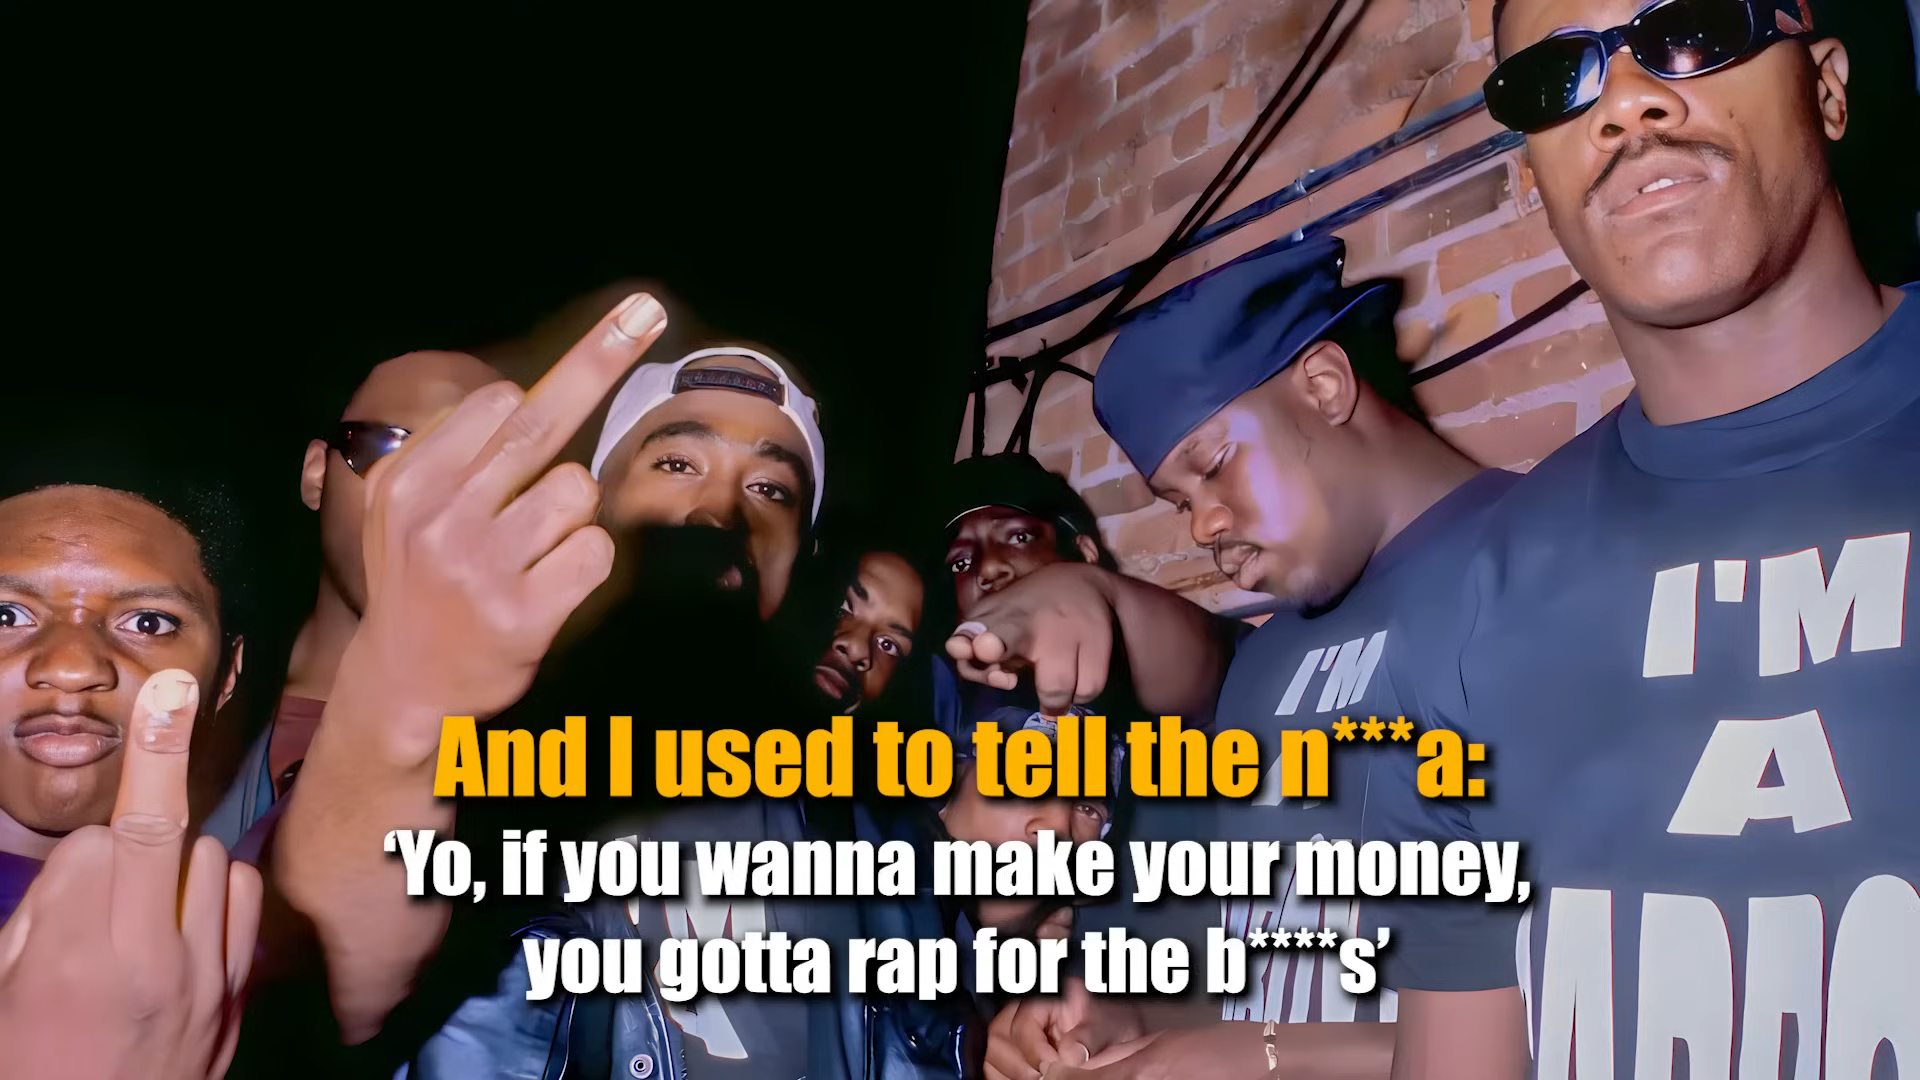 And I used to tell the n***a:
‘Yo, if you wanna make your money,
you gotta rap for the b****s’
I'M
A
I'M
A